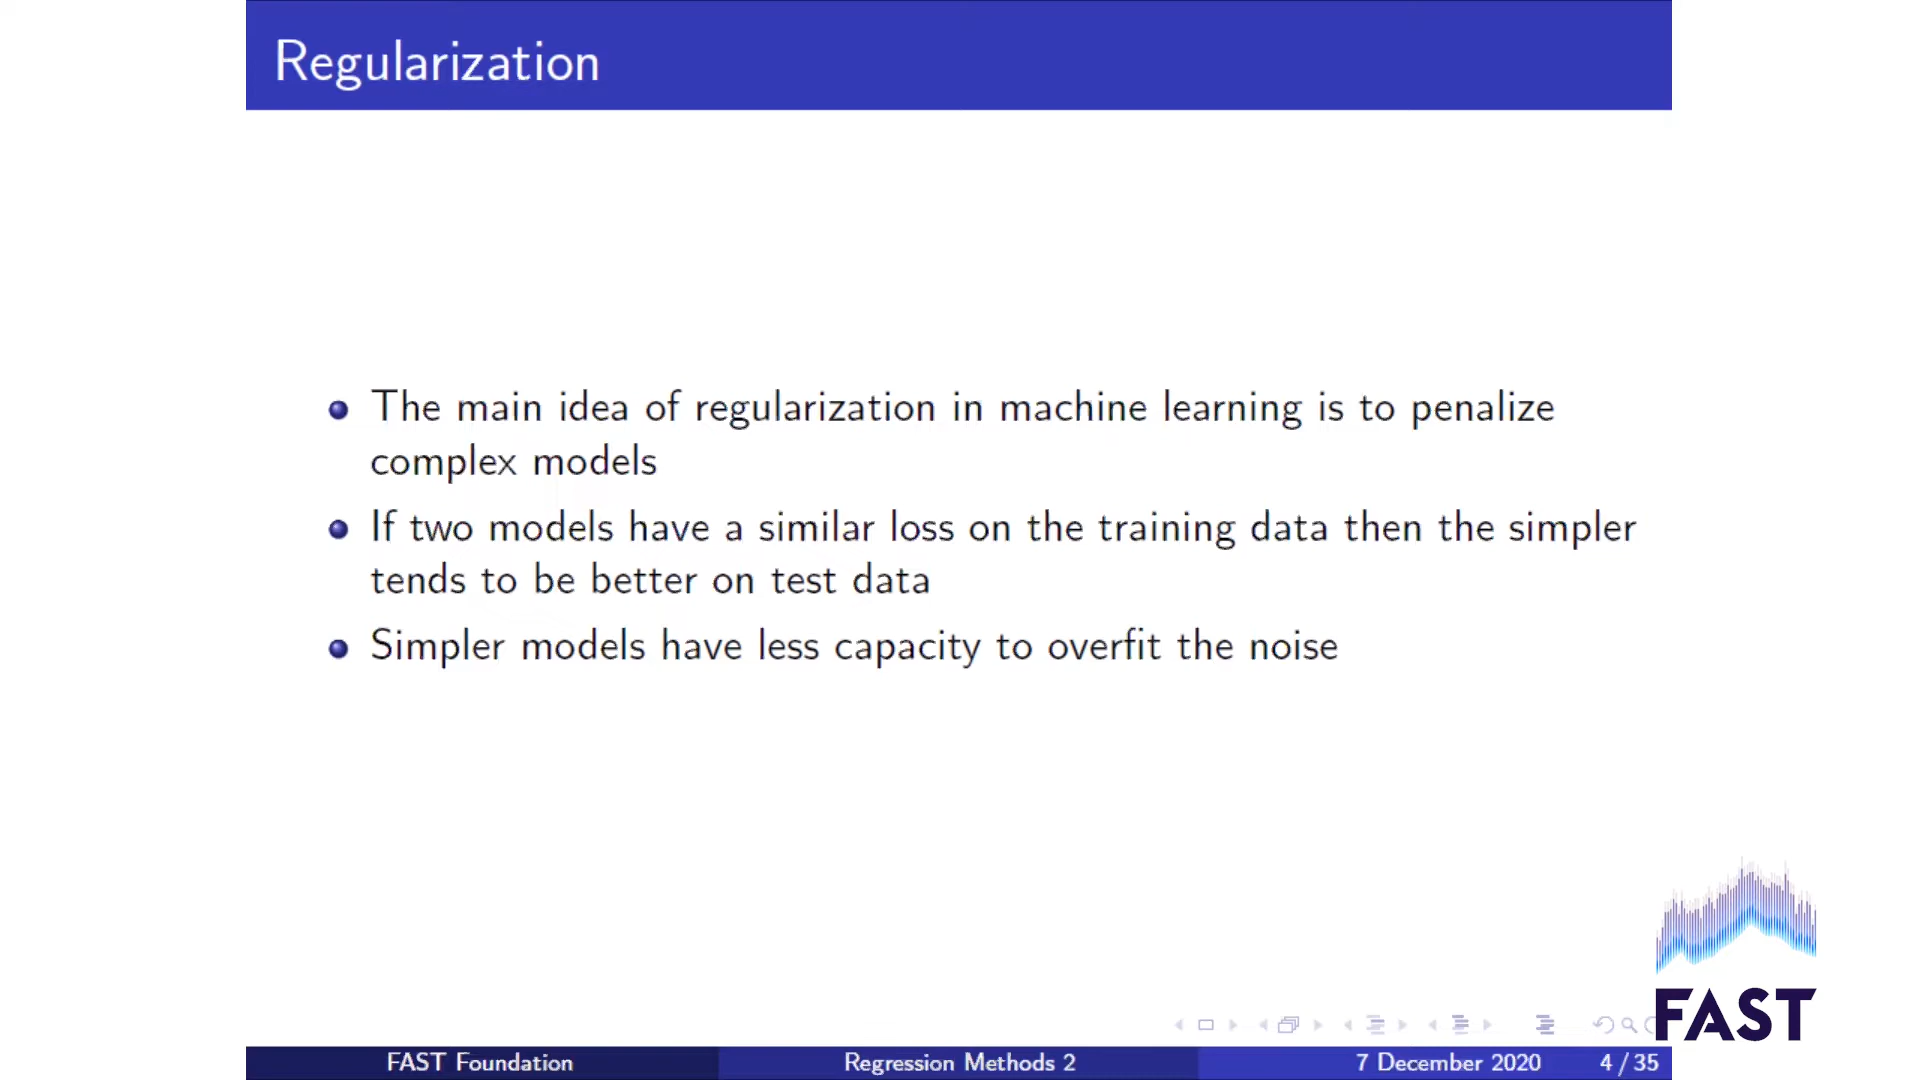 Regularization
The main idea of regularization in machine learning is to penalize
complex models
If two models have a similar loss on the training data then the simpler
tends to be better on test data
Simpler models have less capacity to overfit the noise
FAST
FAST Foundation
Regression Methods 2
7 December 2020
4 / 35